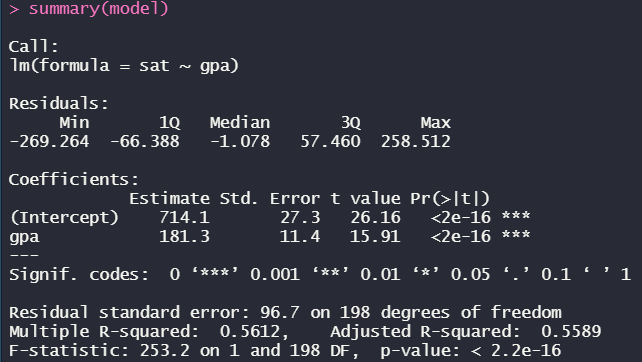 > summary(model)
Call:
lm(formula = sat ~ gpa)
Residuals:
Min 1Q Median 3Q Max
-269.264 -66.388 -1.078 57.460 258.512
Coefficients:
Estimate Std. Error t value Pr(>|t|)
(Intercept) 714.1 27.3 26.16 <2e-16 ***
gpa 181.3 11.4 15.91 <2e-16 ***
---
Signif. codes: 0 ‘***’ 0.001 ‘**’ 0.01 ‘*’ 0.05 ‘.’ 0.1 ‘ ’ 1
Residual standard error: 96.7 on 198 degrees of freedom
Multiple R-squared: 0.5612, Adjusted R-squared: 0.5589
F-statistic: 253.2 on 1 and 198 DF, p-value: < 2.2e-16